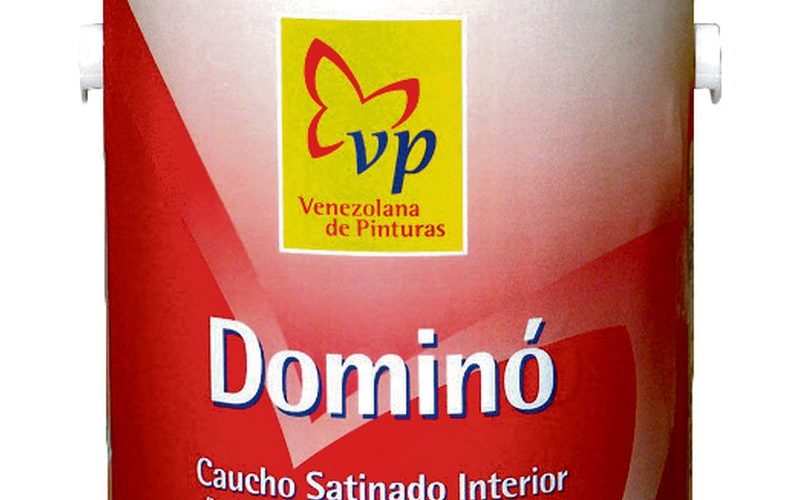 vp
Venezolana
de Pinturas
Dominó
Caucho Satinado Interior